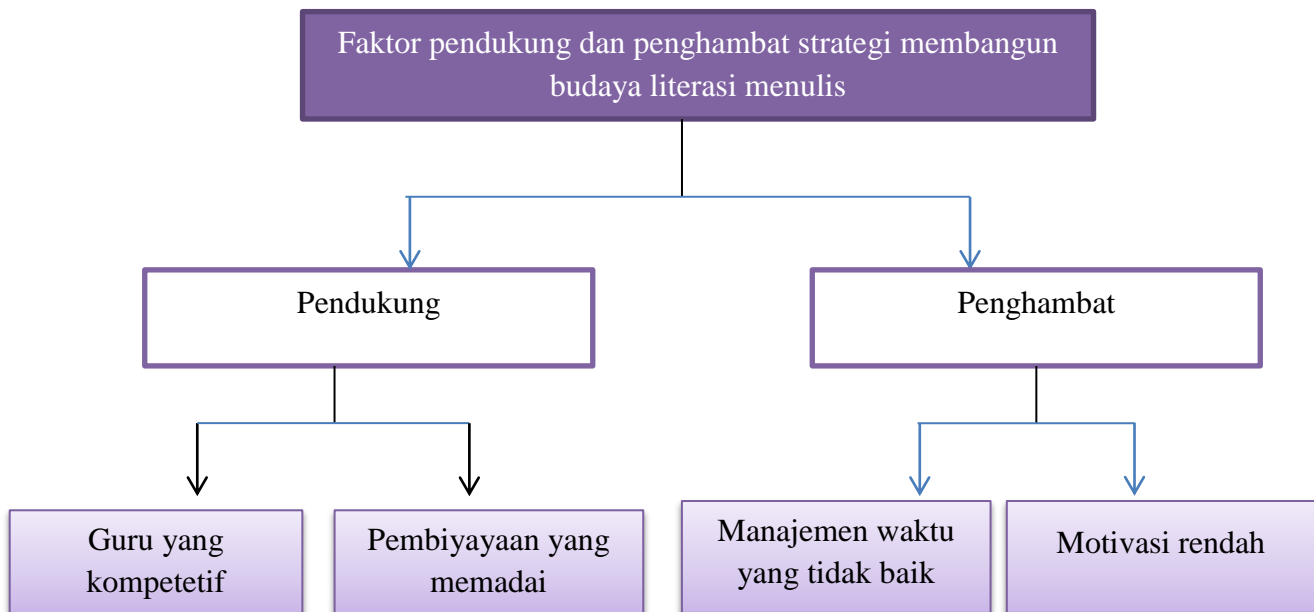 Faktor pendukung dan penghambat strategi membangun
budaya literasi menulis
Pendukung
Penghambat
Guru yang
kompetetif
Pembiyayaan yang
memadai
Manajemen waktu
yang tidak baik
Motivasi rendah